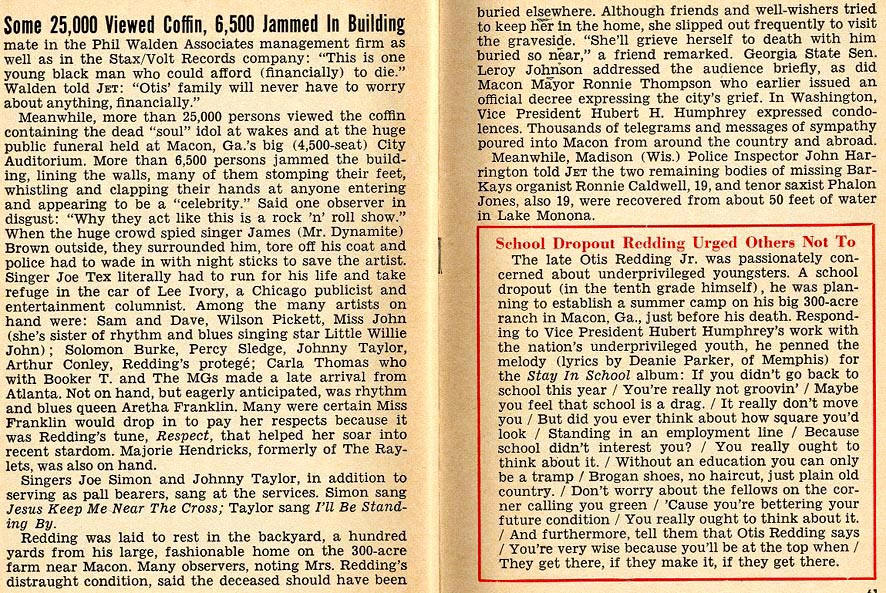 Some 25,000 Viewed Coffin, 6,500 Jammed In Building
mate in the Phil Walden Associates management firm as
well as in the Stax/Volt Records company: “This is one
young black man who could afford (financially) to die.”
Walden told JET: “Otis’ family will never have to worry
about anything, financially.”
Meanwhile, more than 25,000 persons viewed the coffin
containing the dead “soul” idol at wakes and at the huge
public funeral held at Macon, Ga.’s big (4,500-seat) City
Auditorium. More than 6,500 persons jammed the build-
ing, lining the walls, many of them stomping their feet,
whistling and clapping their hands at anyone entering
and appearing to be a “celebrity.” Said one observer in
disgust: “Why they act like this is a rock ’n’ roll show.”
When the huge crowd spied singer James (Mr. Dynamite)
Brown outside, they surrounded him, tore off his coat and
police had to wade in with night sticks to save the artist.
Singer Joe Tex literally had to run for his life and take
refuge in the car of Lee Ivory, a Chicago publicist and
entertainment columnist. Among the many artists on
hand were: Sam and Dave, Wilson Pickett, Miss John
(she’s sister of rhythm and blues singing star Little Willie
John); Solomon Burke, Percy Sledge, Johnny Taylor,
Arthur Conley, Redding’s protegé; Carla Thomas who
with Booker T. and The MGs made a late arrival from
Atlanta. Not on hand, but eagerly anticipated, was rhythm
and blues queen Aretha Franklin. Many were certain Miss
Franklin would drop in to pay her respects because it
was Redding’s tune, Respect, that helped her soar into
recent stardom. Majorie Hendricks, formerly of The Ray-
lets, was also on hand.
Singers Joe Simon and Johnny Taylor, in addition to
serving as pall bearers, sang at the services. Simon sang
Jesus Keep Me Near The Cross; Taylor sang I’ll Be Stand-
ing By.
Redding was laid to rest in the backyard, a hundred
yards from his large, fashionable home on the 300-acre
farm near Macon. Many observers, noting Mrs. Redding’s
distraught condition, said the deceased should have been
buried elsewhere. Although friends and well-wishers tried
to keep her in the home, she slipped out frequently to visit
the graveside. “She’ll grieve herself to death with him
buried so near,” a friend remarked. Georgia State Sen.
Leroy Johnson addressed the audience briefly, as did
Macon Mayor Ronnie Thompson who earlier issued an
official decree expressing the city’s grief. In Washington,
Vice President Hubert H. Humphrey expressed condo-
lences. Thousands of telegrams and messages of sympathy
poured into Macon from around the country and abroad.
Meanwhile, Madison (Wis.) Police Inspector John Har-
rington told JET the two remaining bodies of missing Bar-
Kays organist Ronnie Caldwell, 19, and tenor saxist Phalon
Jones, also 19, were recovered from about 50 feet of water
in Lake Monona.
School Dropout Redding Urged Others Not To
The late Otis Redding Jr. was passionately con-
cerned about underprivileged youngsters. A school
dropout (in the tenth grade himself), he was plan-
ning to establish a summer camp on his big 300-acre
ranch in Macon, Ga., just before his death. Respond-
ing to Vice President Hubert Humphrey’s work with
the nation’s underprivileged youth, he penned the
melody (lyrics by Deanie Parker, of Memphis) for
the Stay In School album: If you didn’t go back to
school this year / You’re really not groovin’ / Maybe
you feel that school is a drag. / It really don’t move
you / But did you ever think about how square you’d
look / Standing in an employment line / Because
school didn’t interest you? / You really ought to
think about it. / Without an education you can only
be a tramp / Brogan shoes, no haircut, just plain old
country. / Don’t worry about the fellows on the cor-
ner calling you green / ’Cause you’re bettering your
future condition / You really ought to think about it.
/ And furthermore, tell them that Otis Redding says
/ You’re very wise because you’ll be at the top when /
They get there, if they make it, if they get there.